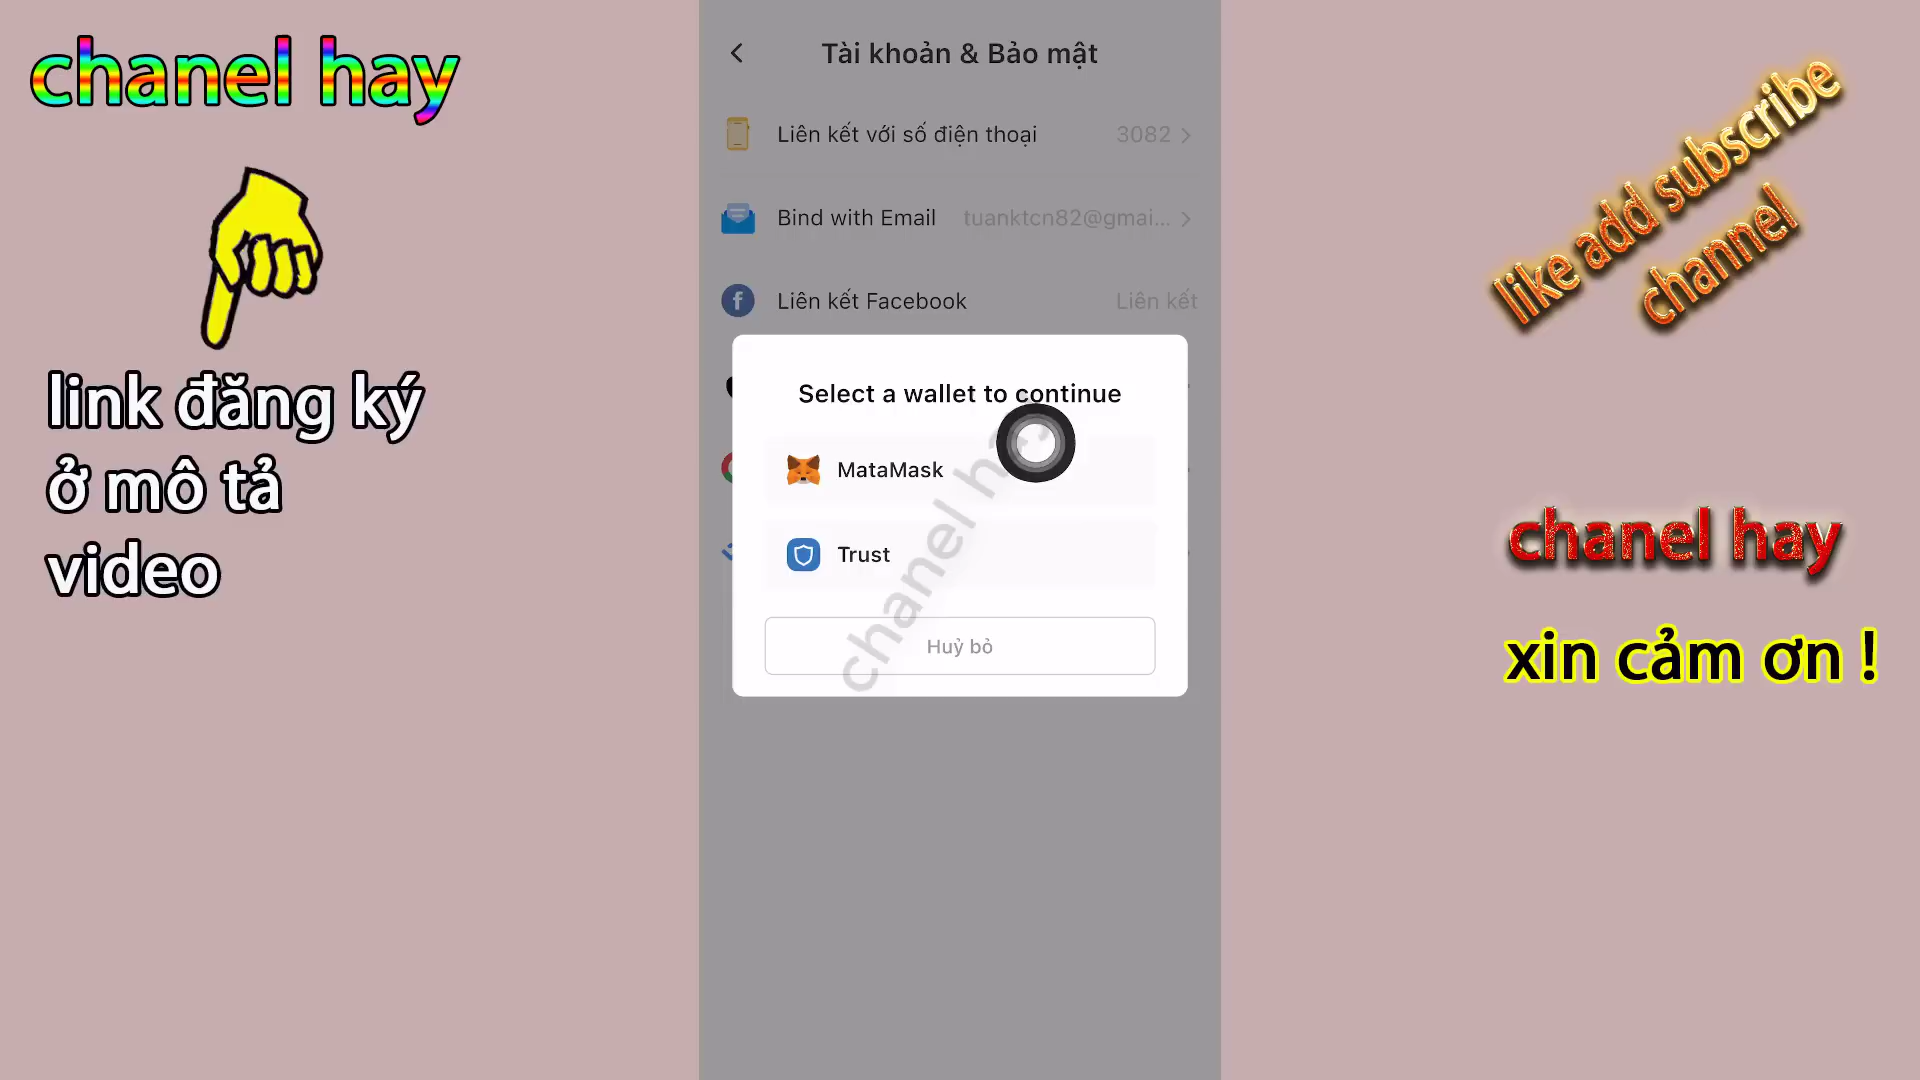 chanel hay
link đăng ký
ở mô tả
video
Tài khoản & Bảo mật
Liên kết với số điện thoại 3082
Bind with Email tuanktcn82@gmai...
Liên kết Facebook Liên kết
Select a wallet to continue
MataMask
Trust
Huỷ bỏ
chanel hay
like add subscribe
channel
chanel hay
xin cảm ơn !